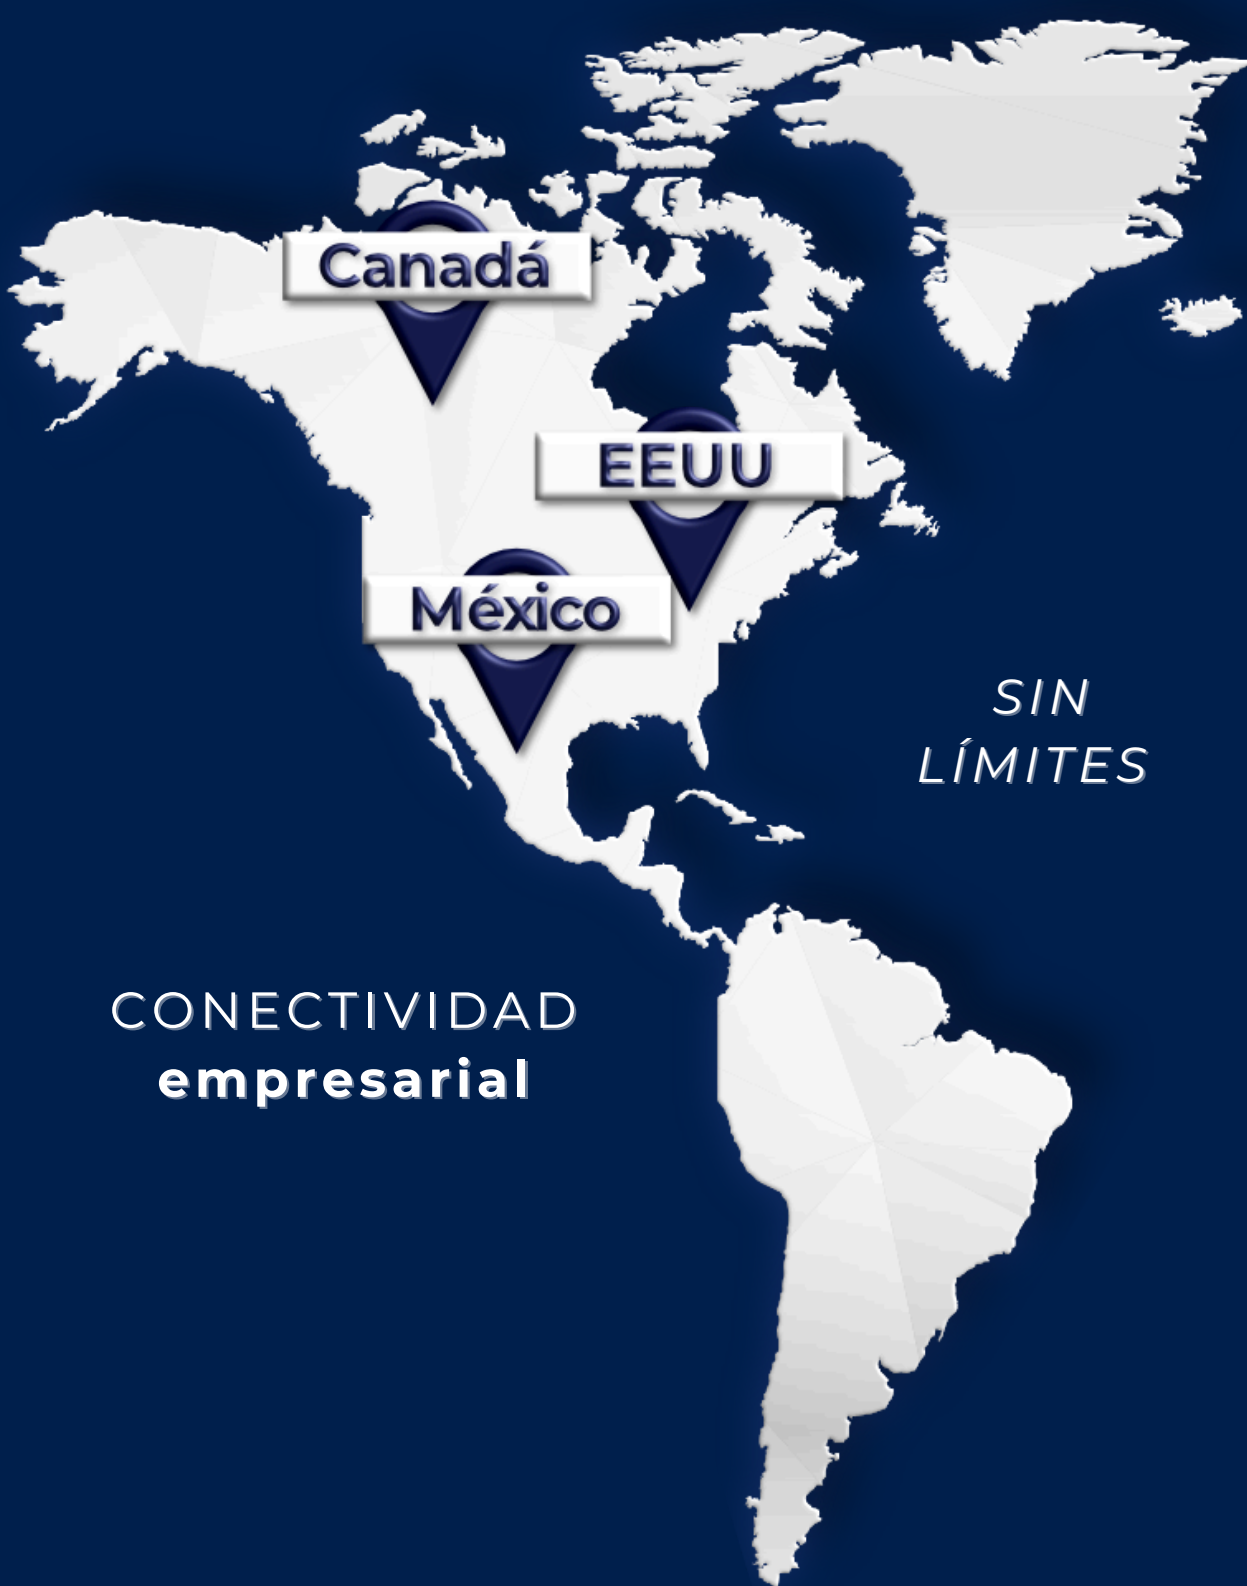 Canadá
EEUU
México
SIN
LÍMITES
CONECTIVIDAD
empresarial